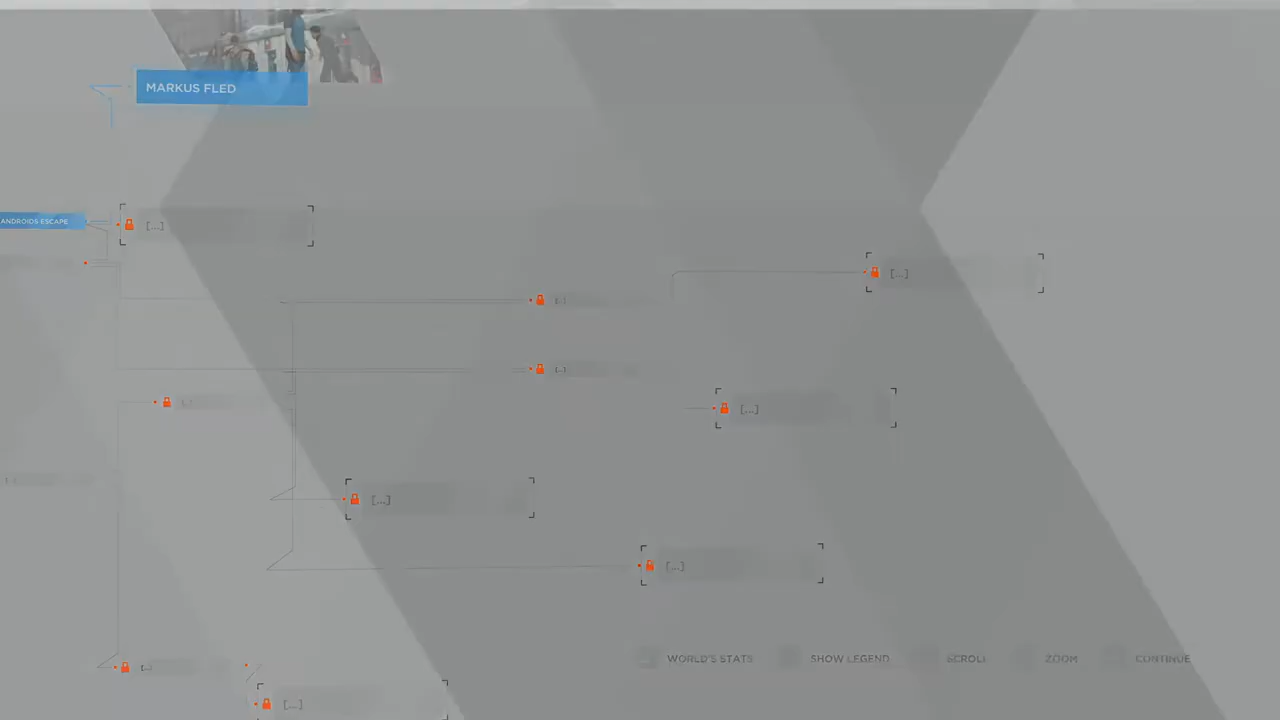 MARKUS FLED
ANDROIDS ESCAPE
[...]
[...]
[...]
[...]
[...]
[...]
[...]
[...]
[...]
WORLD'S STATS
SHOW LEGEND
SCROLL
ZOOM
CONTINUE